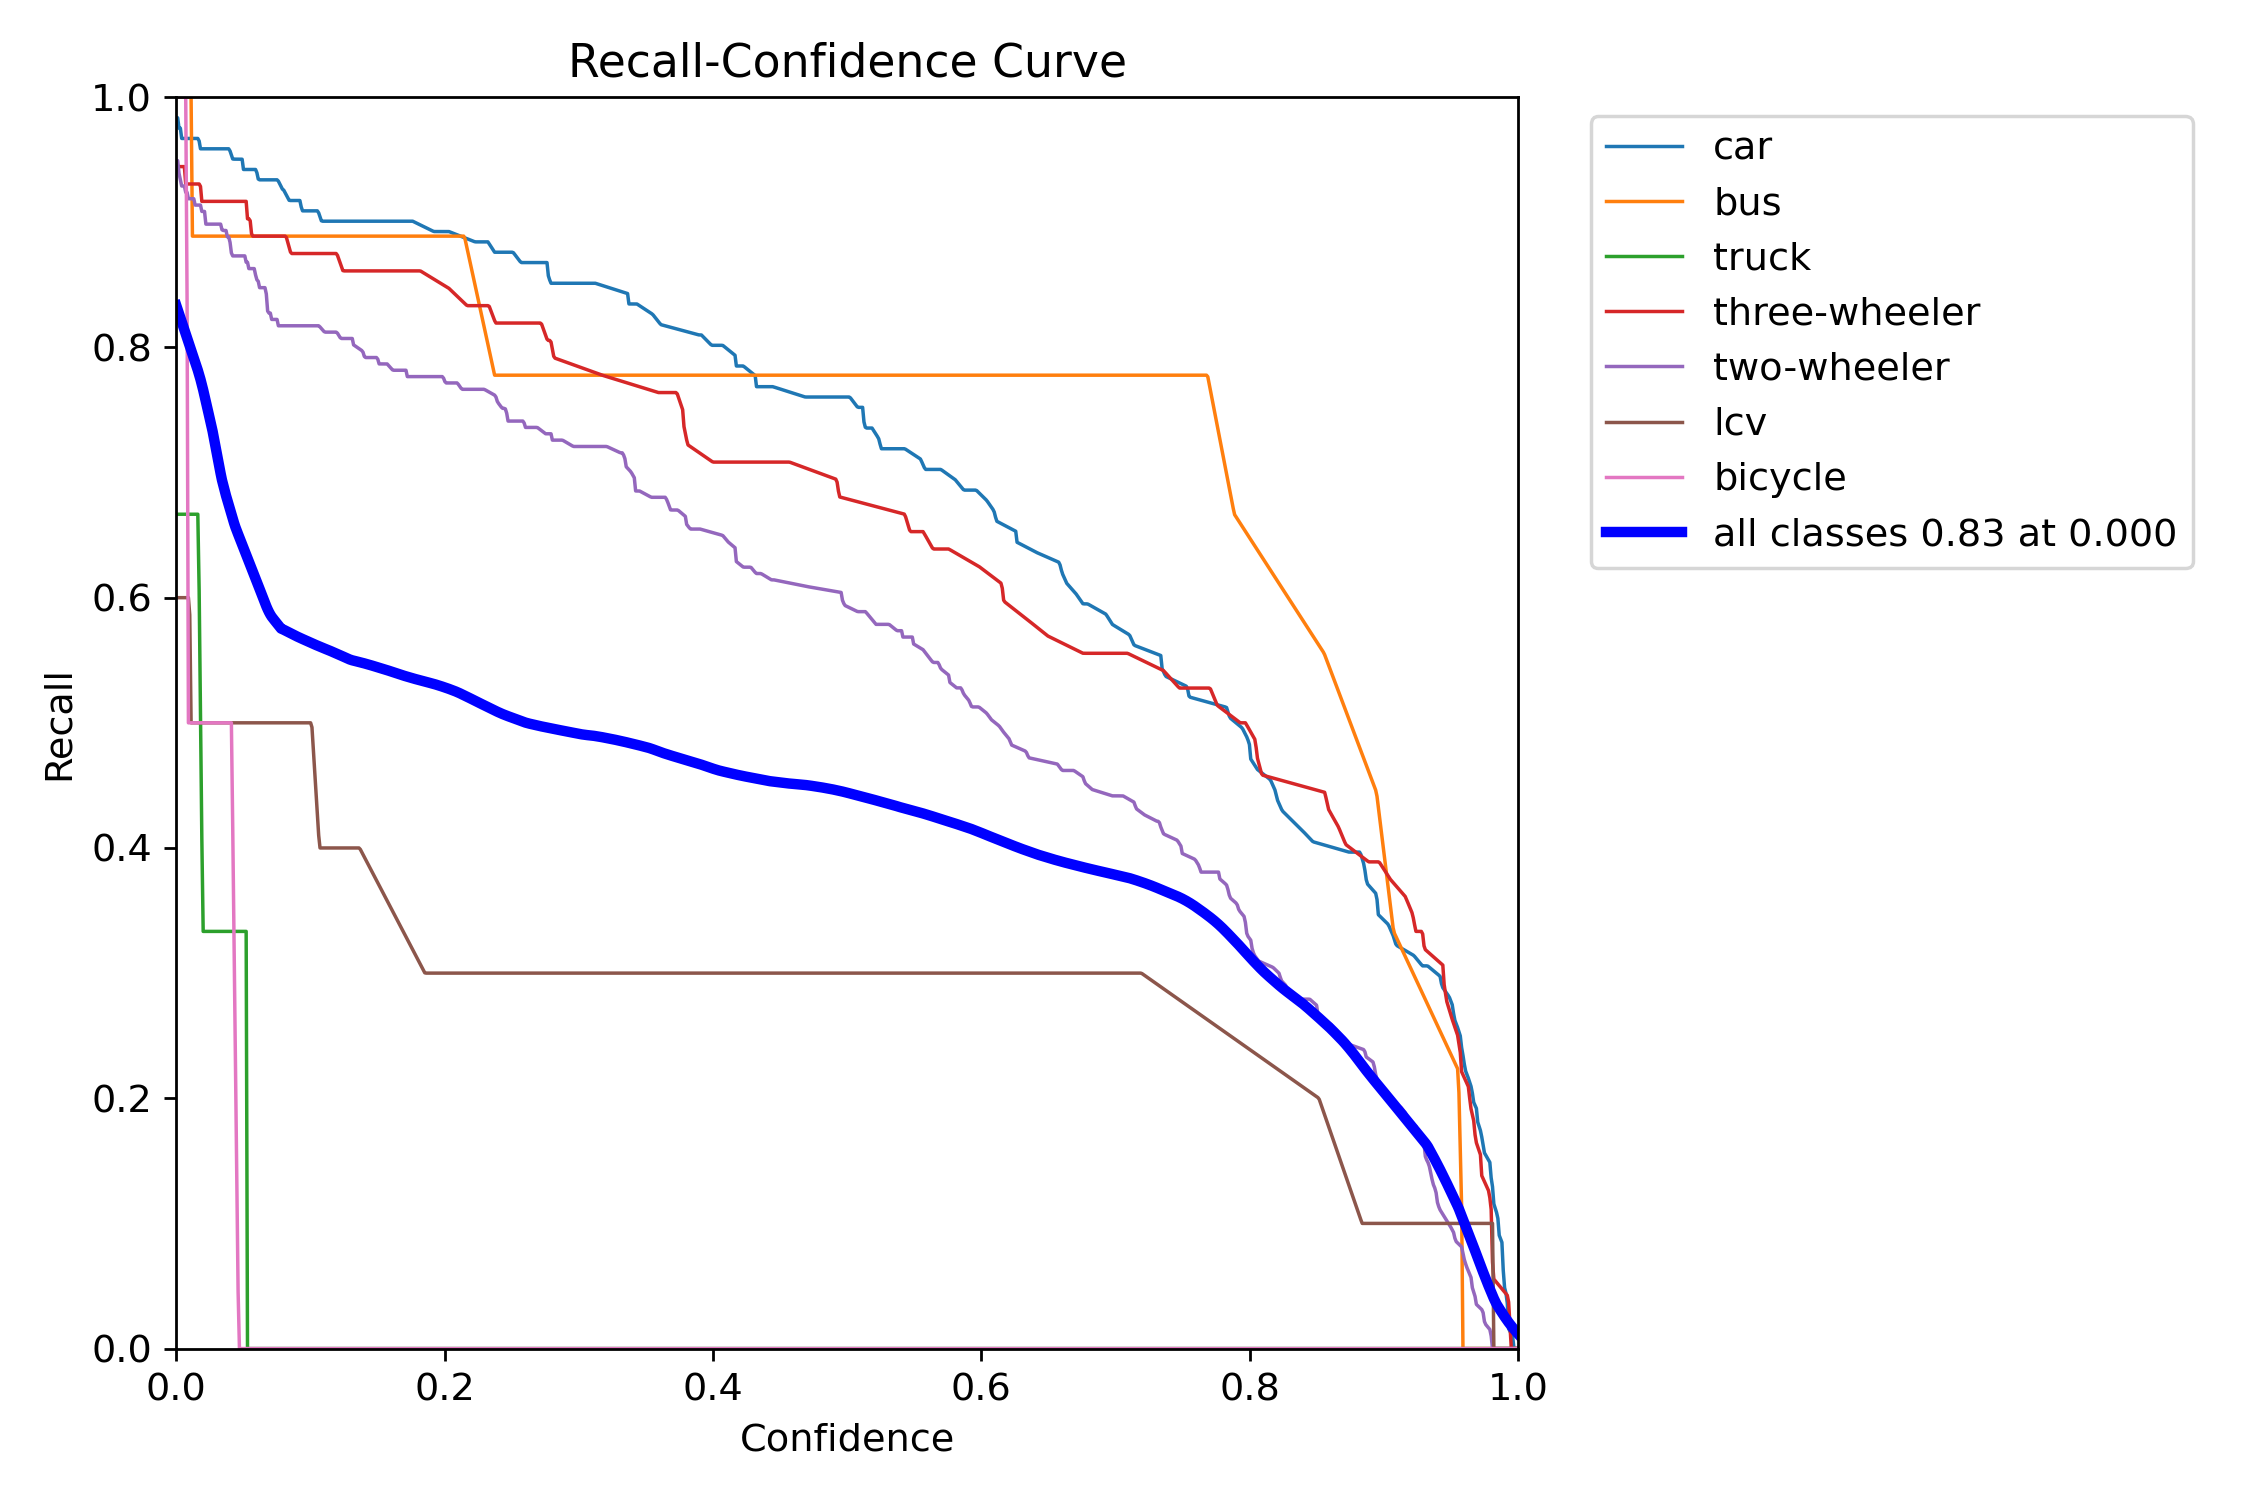 Recall-Confidence Curve
1.0
0.8
0.6
0.4
0.2
0.0
Recall
0.0 0.2 0.4 0.6 0.8 1.0
Confidence
car
bus
truck
three-wheeler
two-wheeler
lcv
bicycle
all classes 0.83 at 0.000